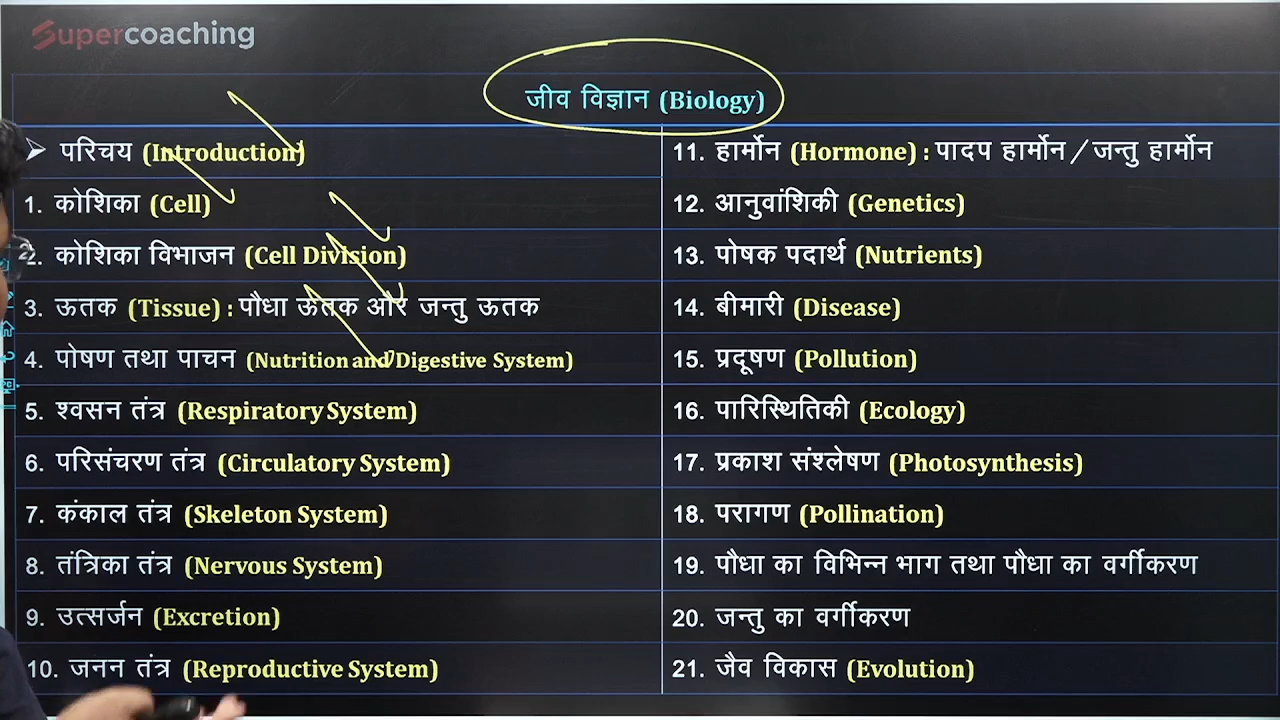 Supercoaching
जीव विज्ञान (Biology)
➤ परिचय (Introduction)
1. कोशिका (Cell)
2. कोशिका विभाजन (Cell Division)
3. ऊतक (Tissue) : पौधा ऊतक और जन्तु ऊतक
4. पोषण तथा पाचन (Nutrition and Digestive System)
5. श्वसन तंत्र (Respiratory System)
6. परिसंचरण तंत्र (Circulatory System)
7. कंकाल तंत्र (Skeleton System)
8. तंत्रिका तंत्र (Nervous System)
9. उत्सर्जन (Excretion)
10. जनन तंत्र (Reproductive System)
11. हार्मोन (Hormone) : पादप हार्मोन / जन्तु हार्मोन
12. आनुवांशिकी (Genetics)
13. पोषक पदार्थ (Nutrients)
14. बीमारी (Disease)
15. प्रदूषण (Pollution)
16. पारिस्थितिकी (Ecology)
17. प्रकाश संश्लेषण (Photosynthesis)
18. परागण (Pollination)
19. पौधा का विभिन्न भाग तथा पौधा का वर्गीकरण
20. जन्तु का वर्गीकरण
21. जैव विकास (Evolution)